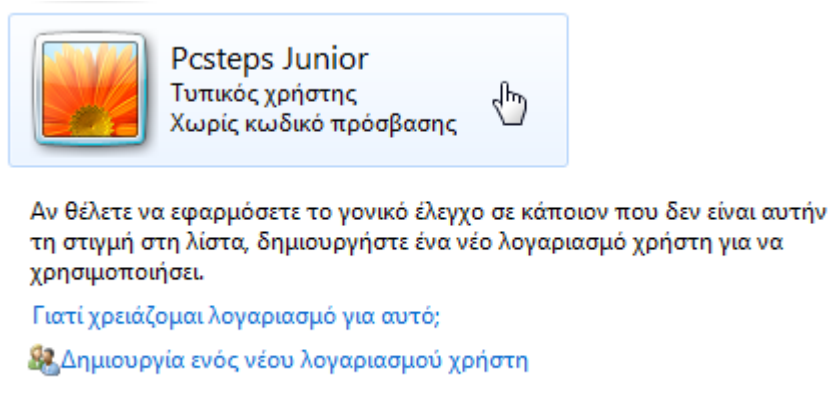 Pcsteps Junior
Τυπικός χρήστης
Χωρίς κωδικό πρόσβασης
Αν θέλετε να εφαρμόσετε το γονικό έλεγχο σε κάποιον που δεν είναι αυτήν
τη στιγμή στη λίστα, δημιουργήστε ένα νέο λογαριασμό χρήστη για να
χρησιμοποιήσει.
Γιατί χρειάζομαι λογαριασμό για αυτό;
Δημιουργία ενός νέου λογαριασμού χρήστη